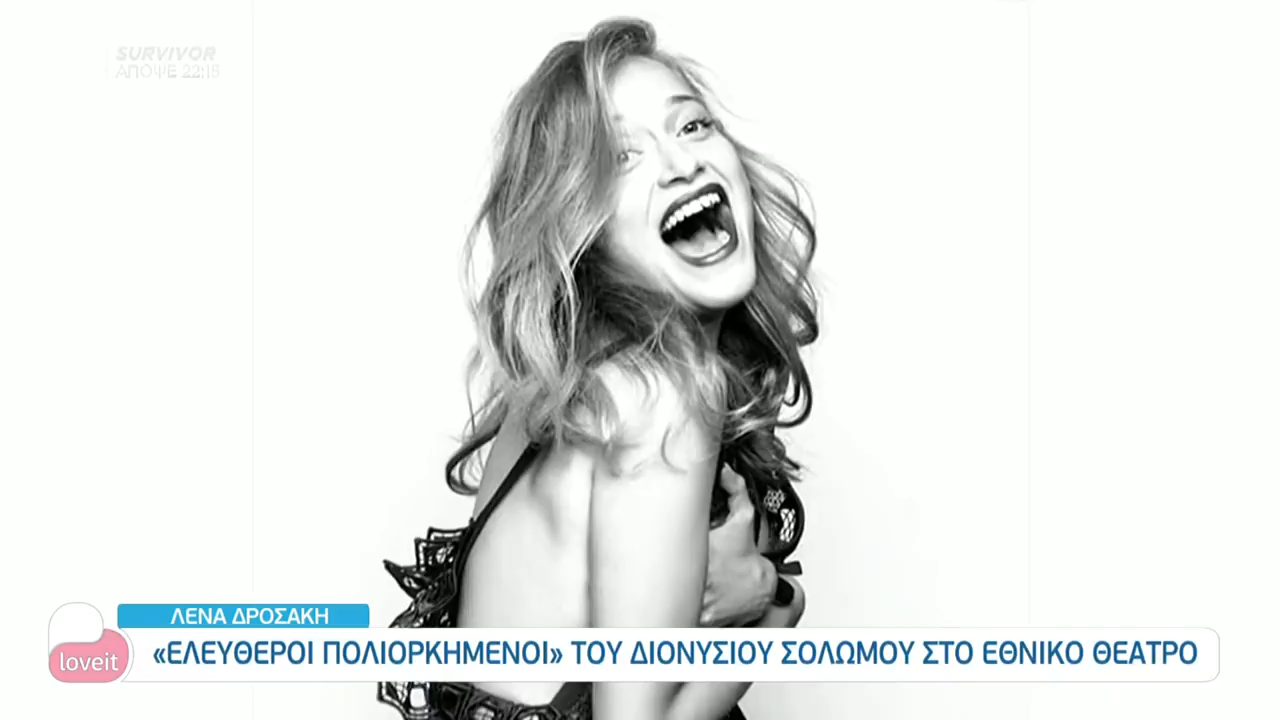 SURVIVOR
ΑΠΟΨΕ 22:15
ΛΕΝΑ ΔΡΟΣΑΚΗ
loveit
«ΕΛΕΥΘΕΡΟΙ ΠΟΛΙΟΡΚΗΜΕΝΟΙ» ΤΟΥ ΔΙΟΝΥΣΙΟΥ ΣΟΛΩΜΟΥ ΣΤΟ ΕΘΝΙΚΟ ΘΕΑΤΡΟ